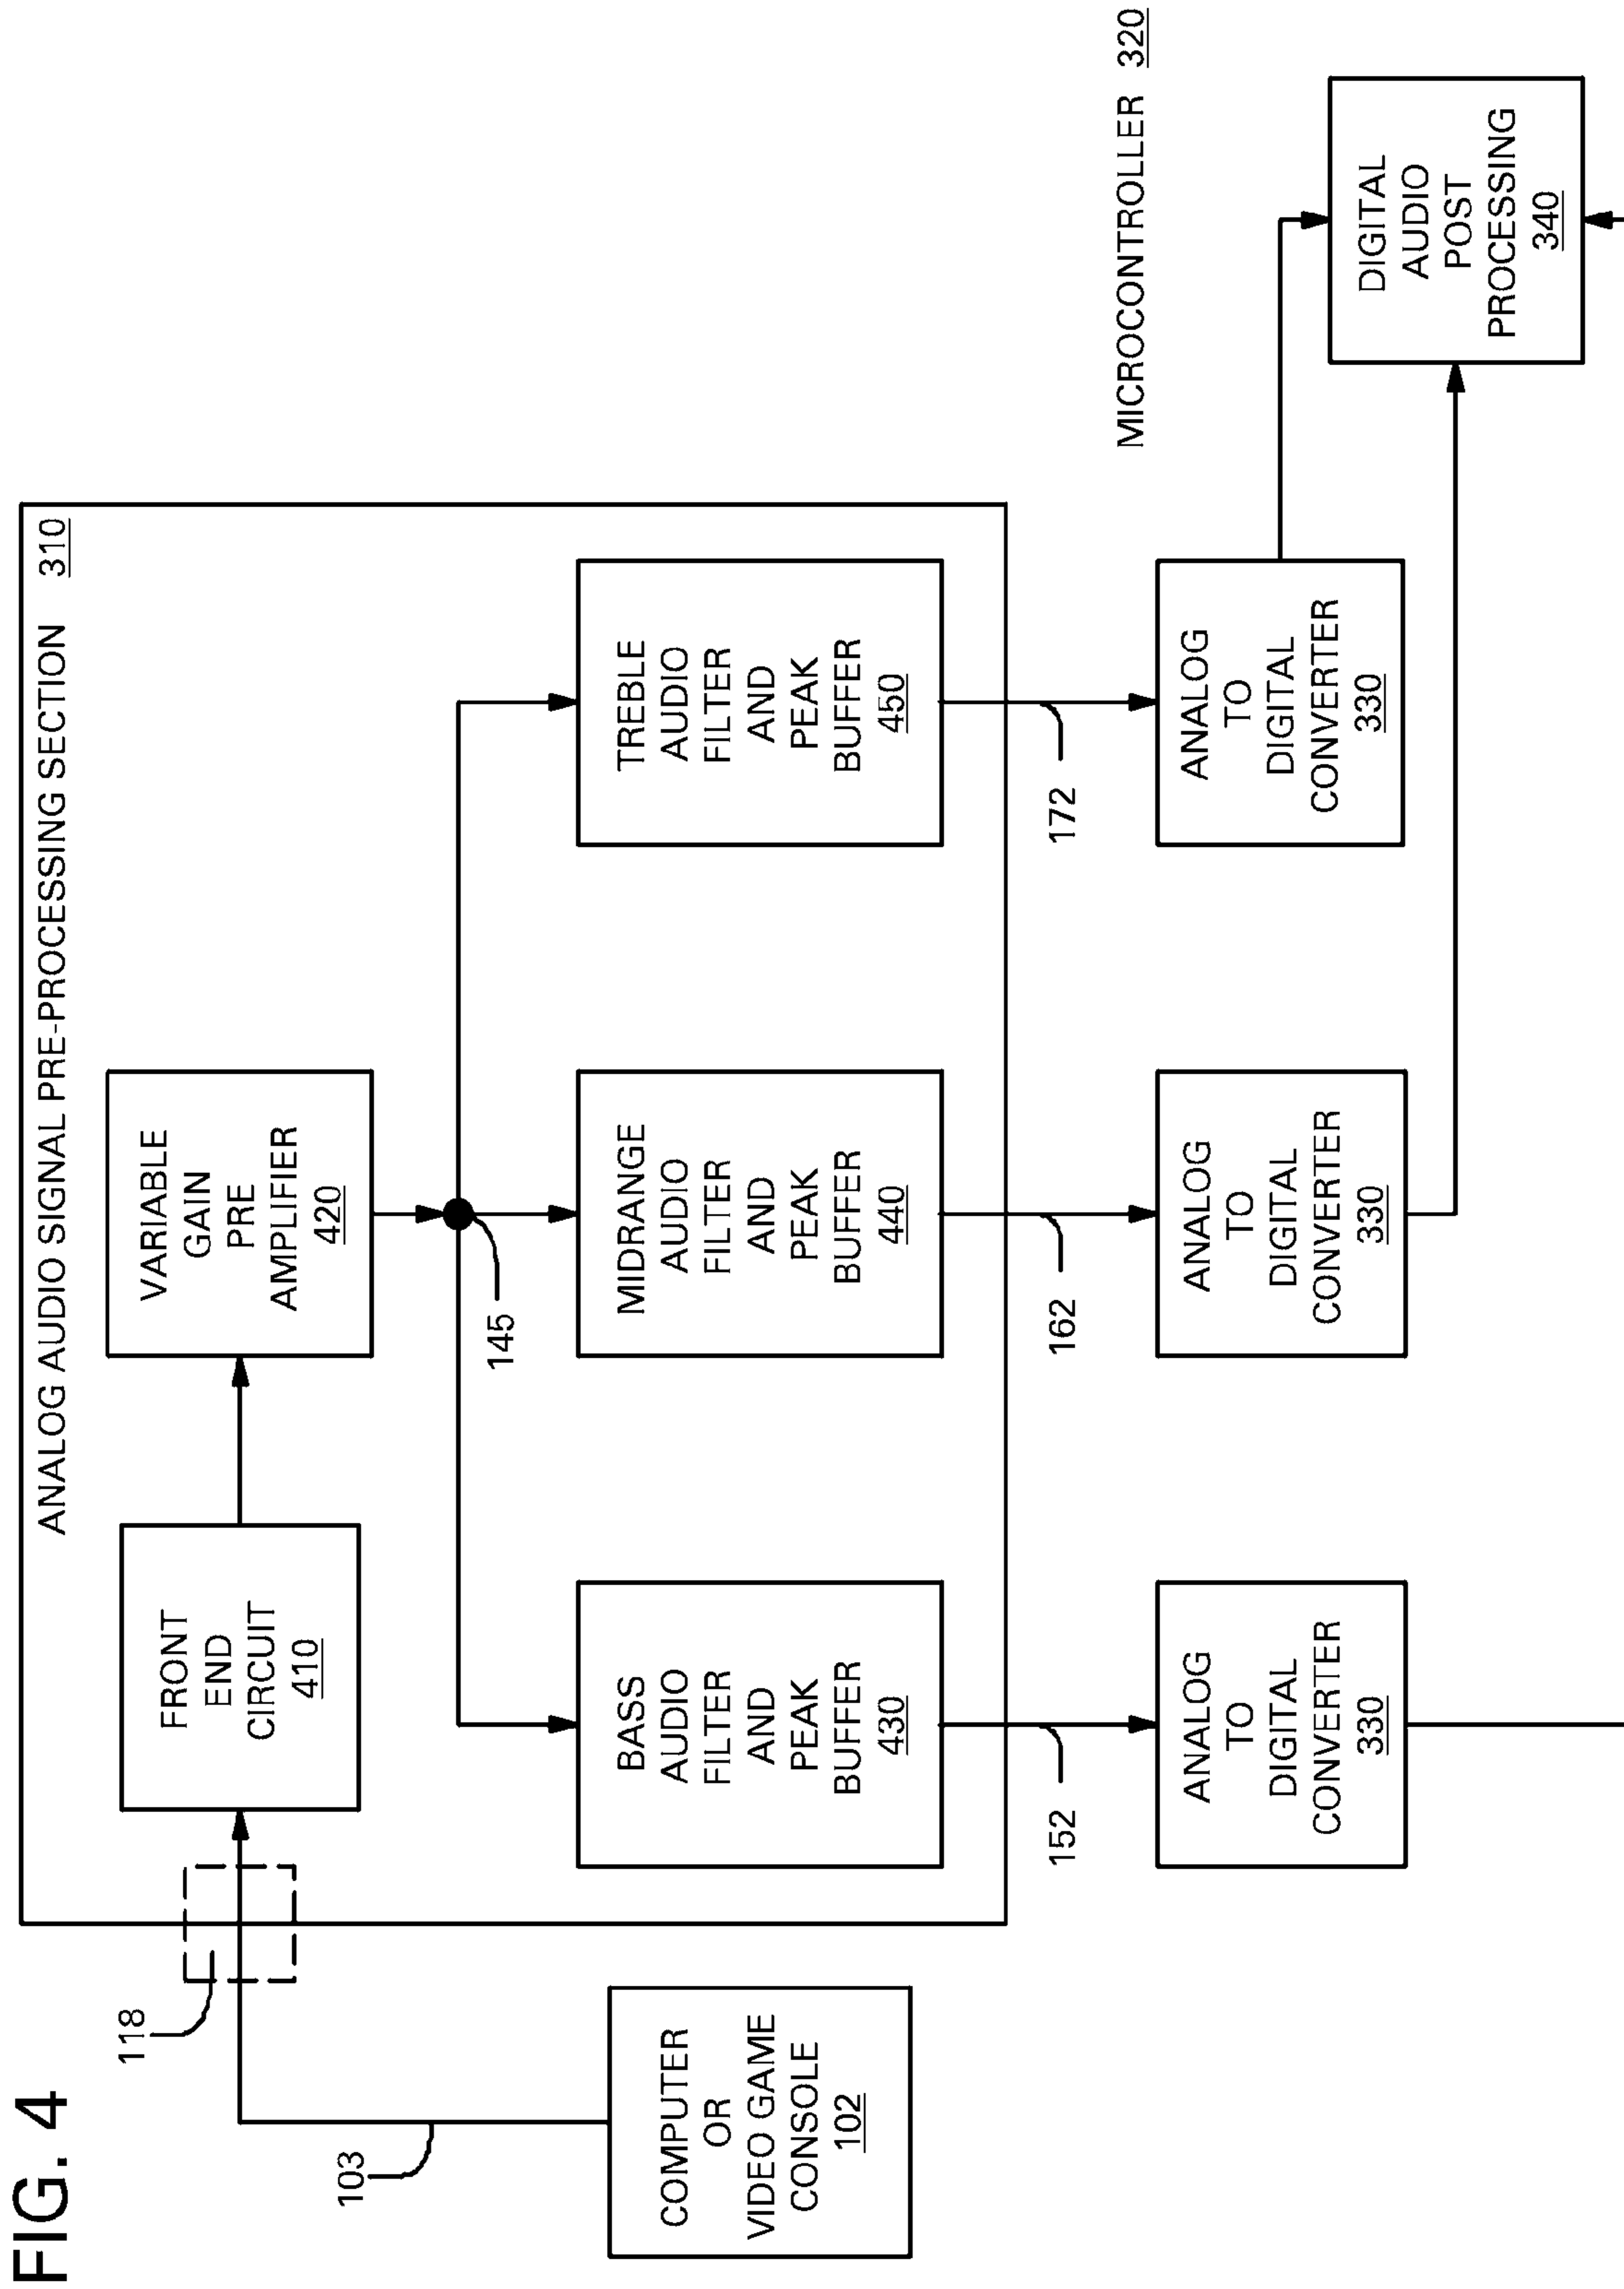 FIG. 4
ANALOG AUDIO SIGNAL PRE-PROCESSING SECTION 310
118
103
COMPUTER
OR
VIDEO GAME
CONSOLE
102
FRONT
END
CIRCUIT
410
VARIABLE
GAIN
PRE
AMPLIFIER
420
145
BASS
AUDIO
FILTER
AND
PEAK
BUFFER
430
MIDRANGE
AUDIO
FILTER
AND
PEAK
BUFFER
440
TREBLE
AUDIO
FILTER
AND
PEAK
BUFFER
450
152
162
172
MICROCONTROLLER 320
ANALOG
TO
DIGITAL
CONVERTER
330
ANALOG
TO
DIGITAL
CONVERTER
330
ANALOG
TO
DIGITAL
CONVERTER
330
DIGITAL
AUDIO
POST
PROCESSING
340